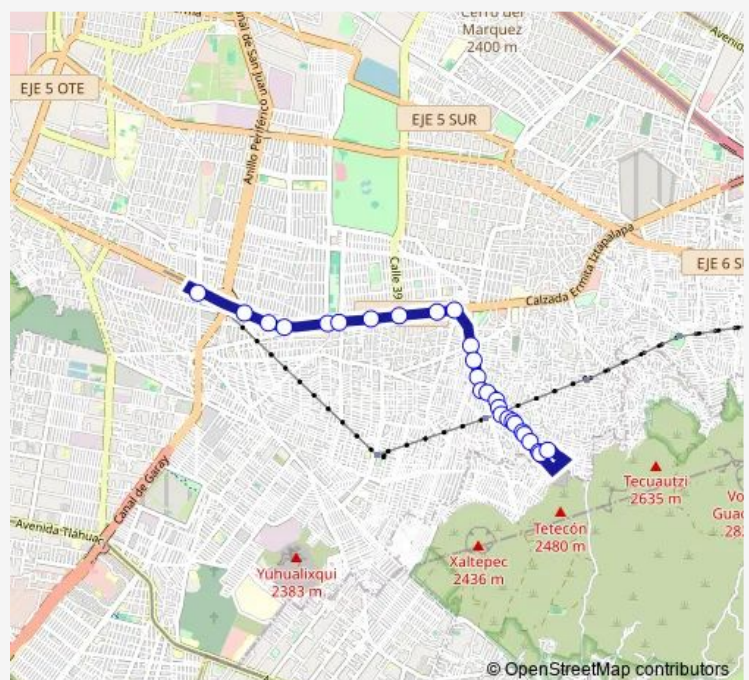 Cerro del
Marquez
2400 m
EJE 5 OTE
EJE 5 SUR
Canal de San Juan
Anillo Periférico
Calle 39
Calzada Ermita Iztapalapa
EJE 6 S
Canal de Garay
Avenida Tláhuac
Tecuautzi
2635 m
Tetecón
2480 m
Xaltepec
2436 m
Yuhualixqui
2383 m
© OpenStreetMap contributors